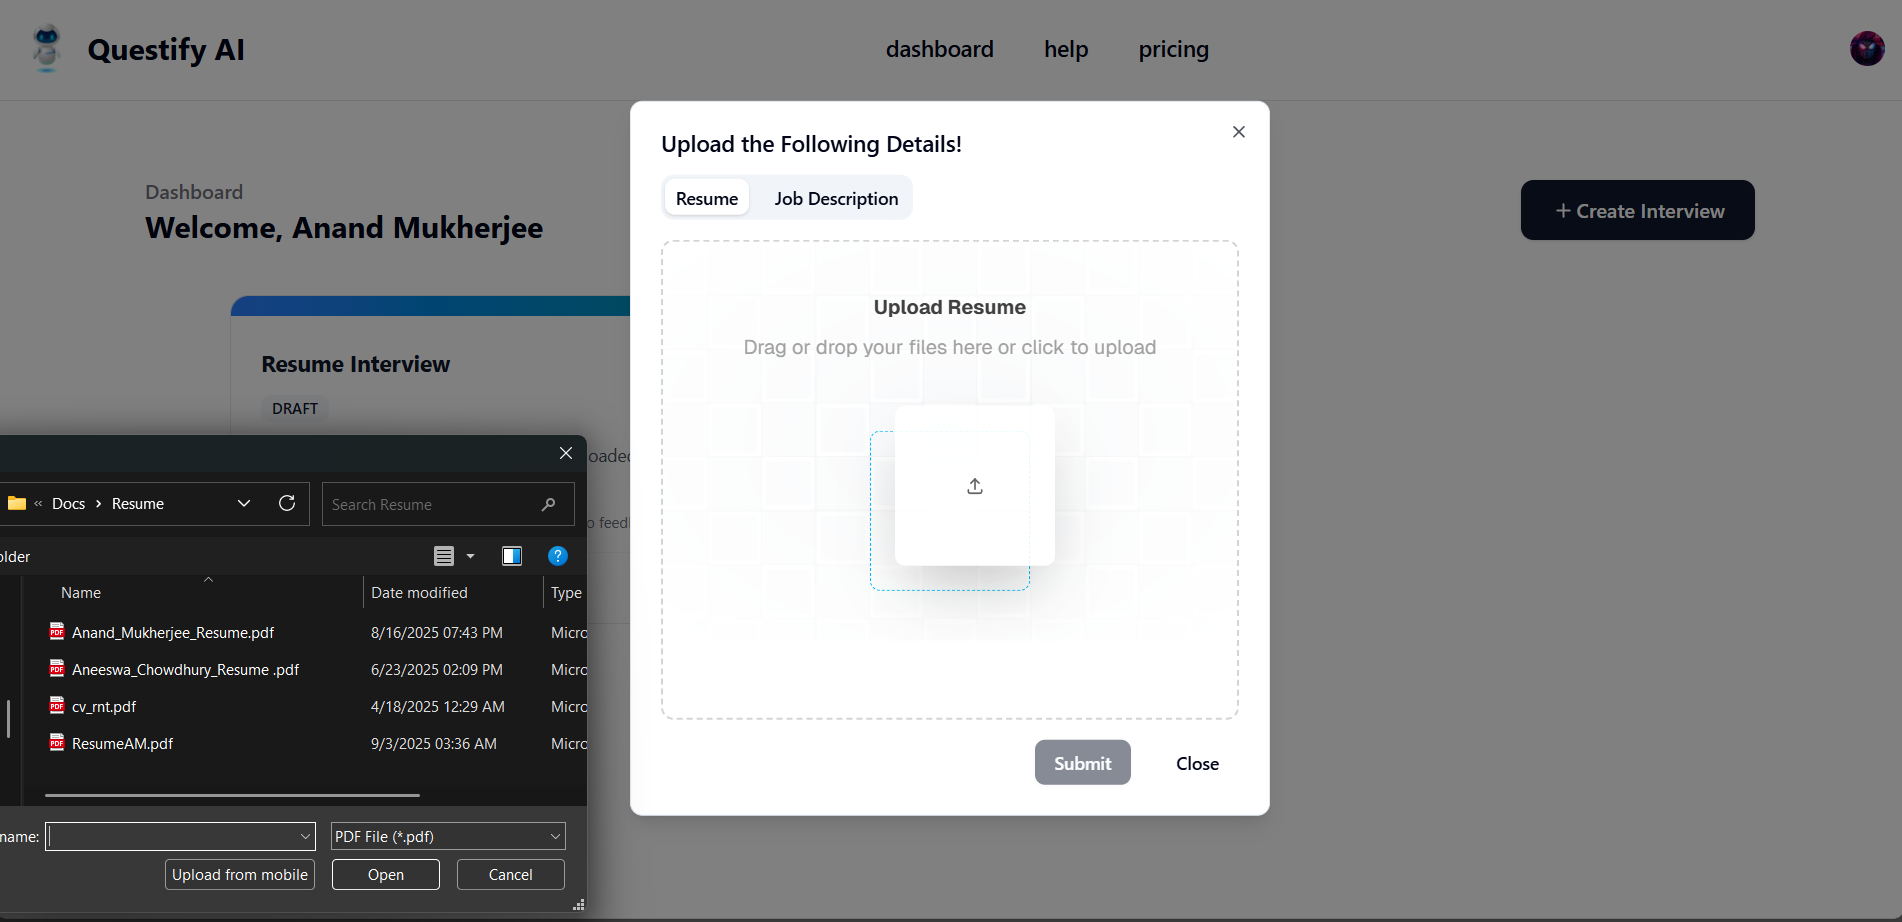 Questify AI
dashboard
help
pricing
Dashboard
Welcome, Anand Mukherjee
+ Create Interview
Resume Interview
DRAFT
Upload the Following Details!
Resume
Job Description
Upload Resume
Drag or drop your files here or click to upload
Submit
Close
« Docs › Resume
Search Resume
?
Name
Date modified
Type
PDF Anand_Mukherjee_Resume.pdf 8/16/2025 07:43 PM Micro
PDF Aneeswa_Chowdhury_Resume .pdf 6/23/2025 02:09 PM Micro
PDF cv_rnt.pdf 4/18/2025 12:29 AM Micro
PDF ResumeAM.pdf 9/3/2025 03:36 AM Micro
name:
PDF File (*.pdf)
Upload from mobile
Open
Cancel